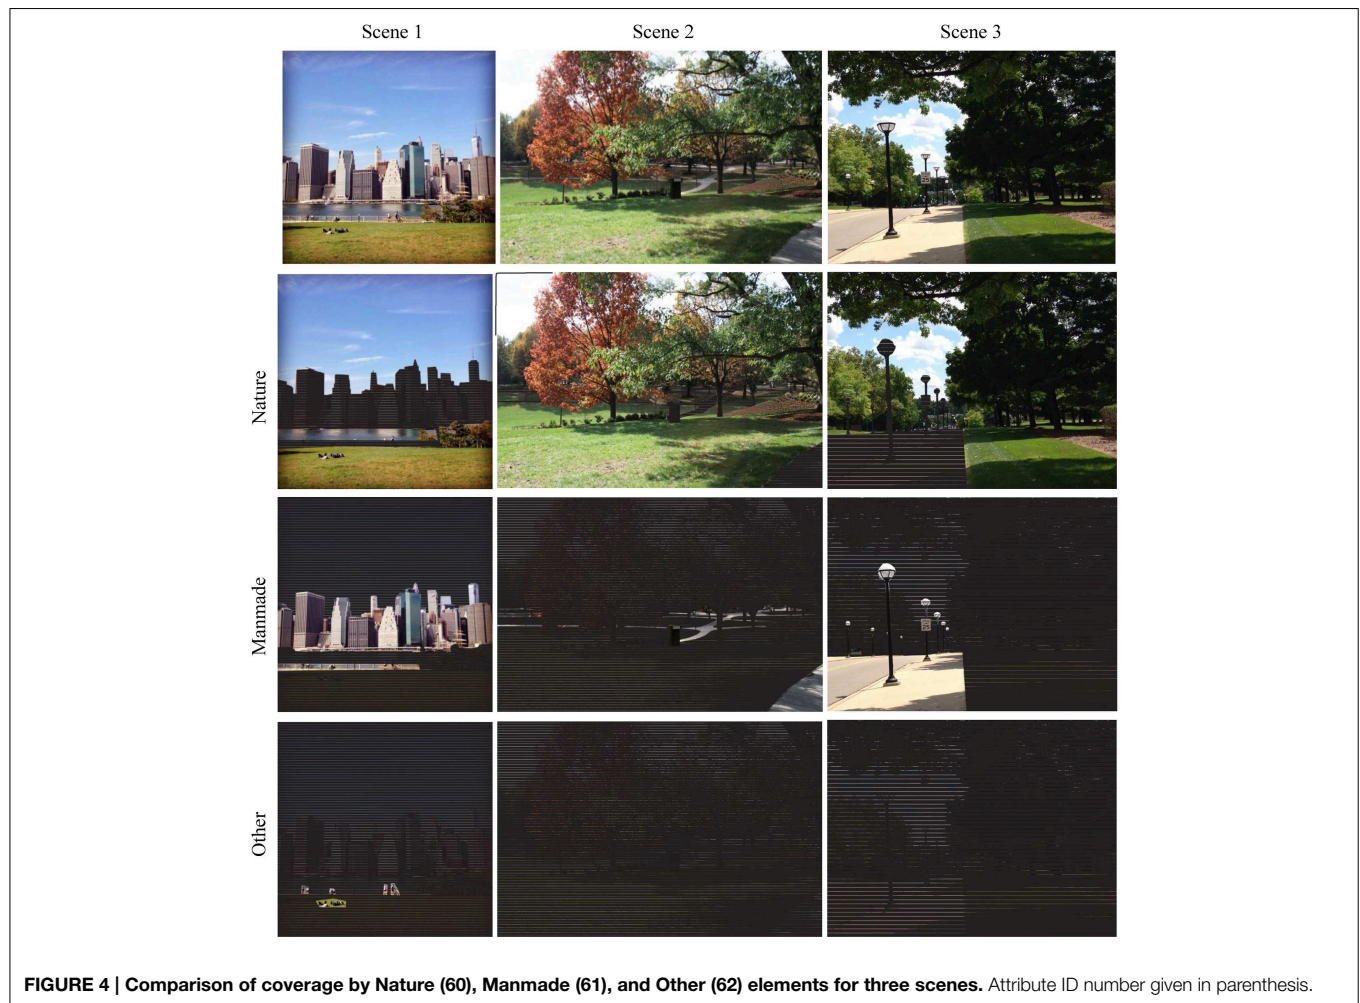 Scene 1
Scene 2
Scene 3
Nature
Manmade
Other
FIGURE 4 | Comparison of coverage by Nature (60), Manmade (61), and Other (62) elements for three scenes. Attribute ID number given in parenthesis.